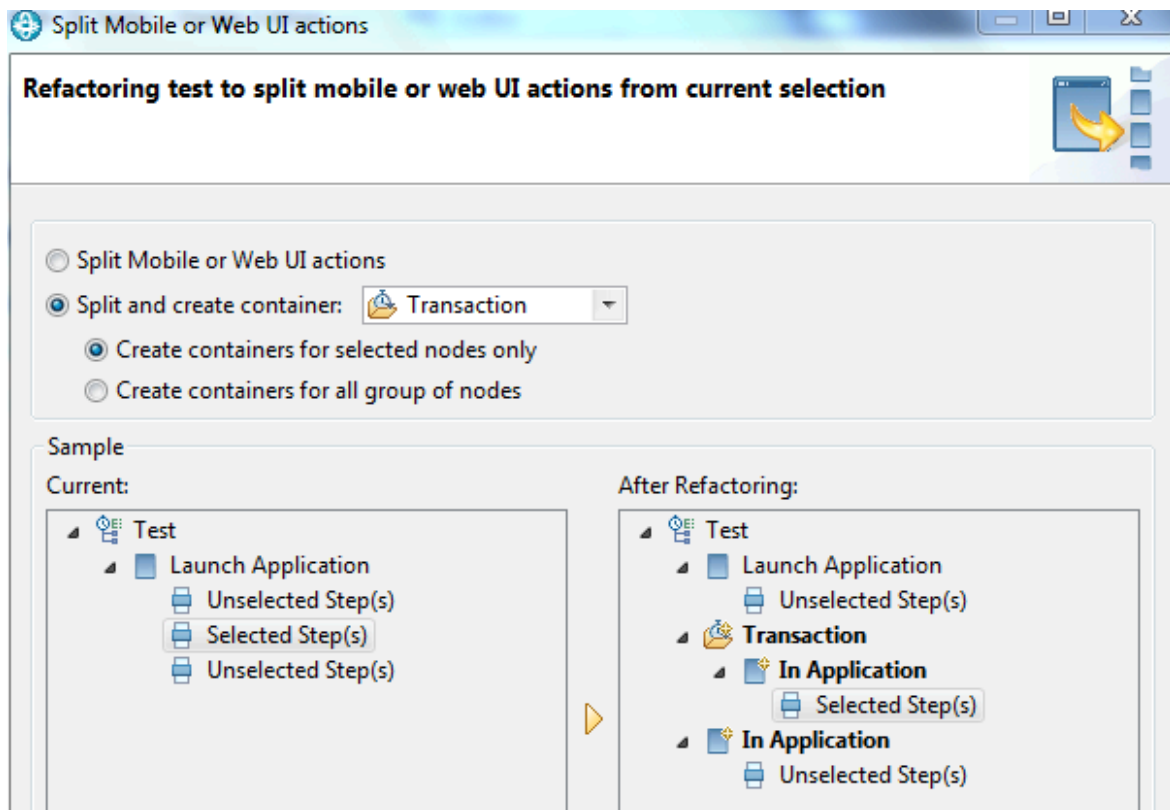 Split Mobile or Web UI actions
Refactoring test to split mobile or web UI actions from current selection
Split Mobile or Web UI actions
Split and create container: Transaction
Create containers for selected nodes only
Create containers for all group of nodes
Sample
Current:
Test
Launch Application
Unselected Step(s)
Selected Step(s)
Unselected Step(s)
After Refactoring:
Test
Launch Application
Unselected Step(s)
Transaction
In Application
Selected Step(s)
In Application
Unselected Step(s)